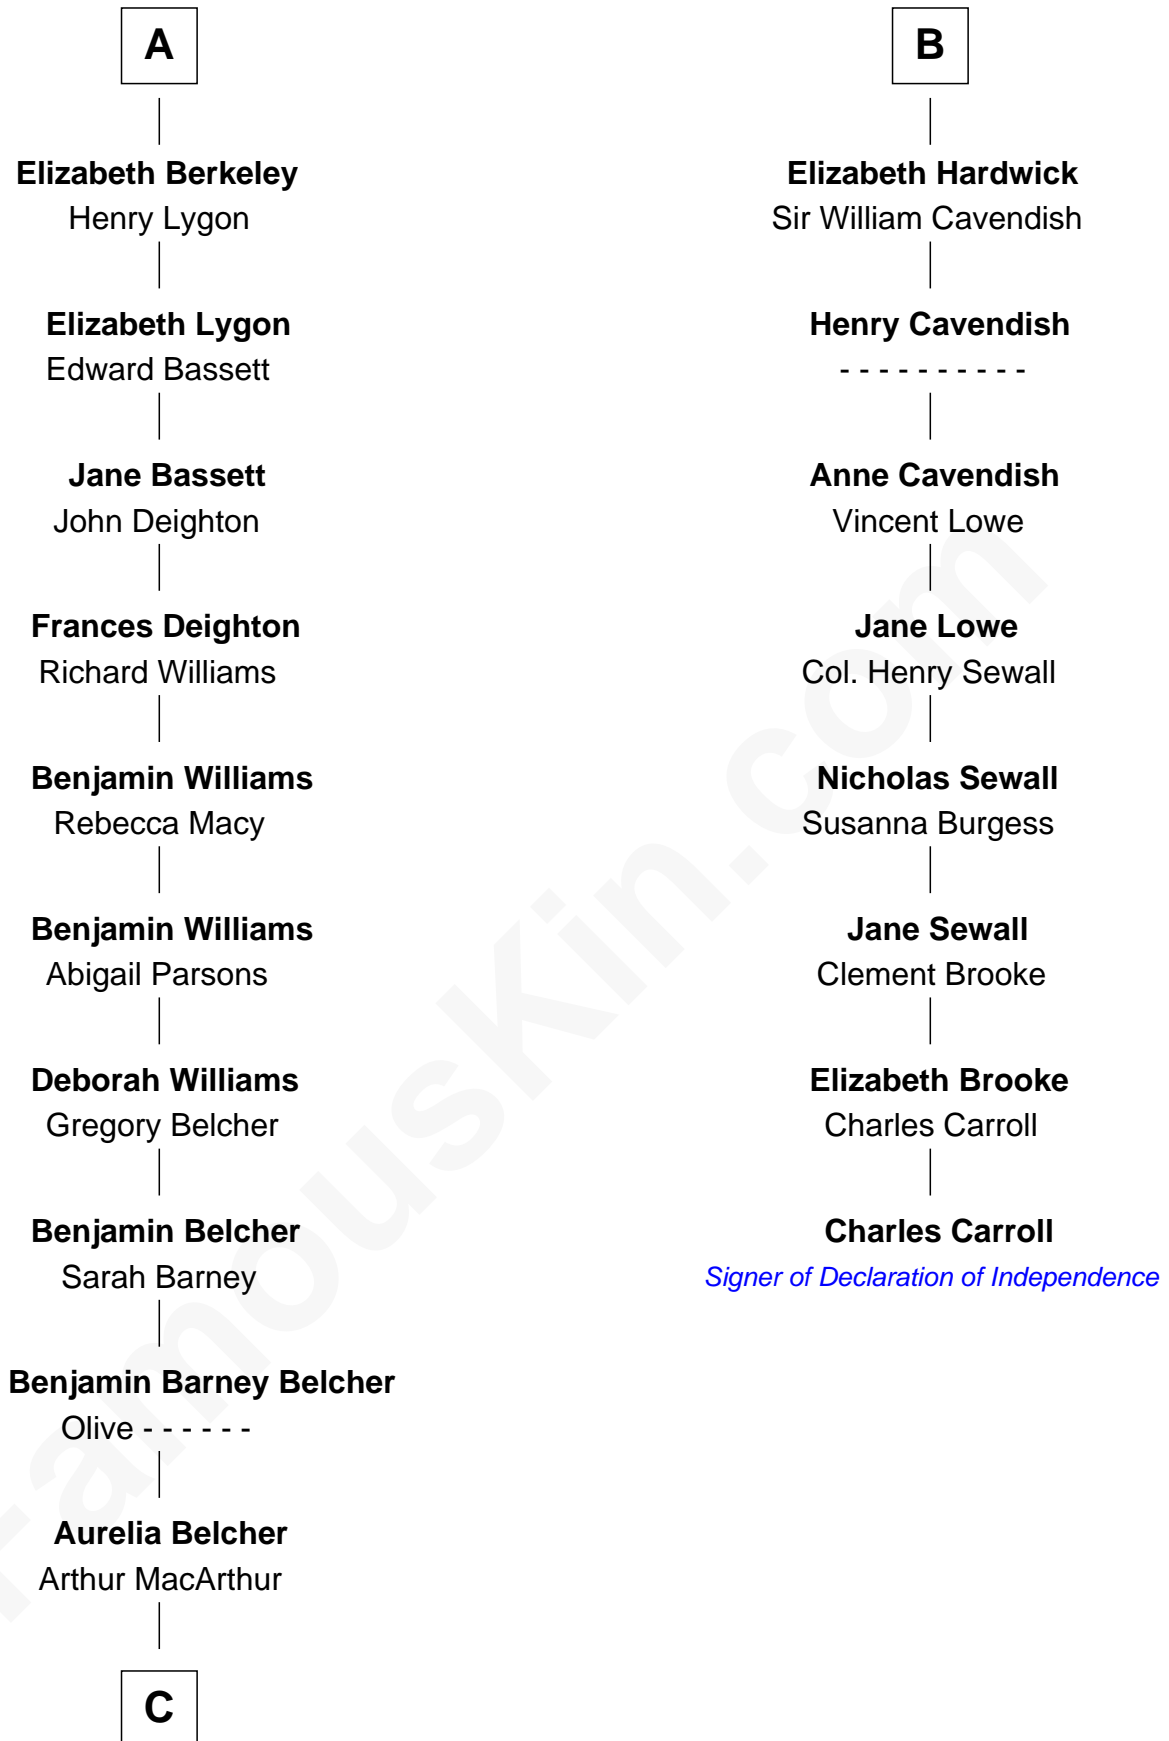 A
Elizabeth Berkeley
Henry Lygon
Elizabeth Lygon
Edward Bassett
Jane Bassett
John Deighton
Frances Deighton
Richard Williams
Benjamin Williams
Rebecca Macy
Benjamin Williams
Abigail Parsons
Deborah Williams
Gregory Belcher
Benjamin Belcher
Sarah Barney
Benjamin Barney Belcher
Olive - - - - - -
Aurelia Belcher
Arthur MacArthur
C
B
Elizabeth Hardwick
Sir William Cavendish
Henry Cavendish
- - - - - - - - - -
Anne Cavendish
Vincent Lowe
Jane Lowe
Col. Henry Sewall
Nicholas Sewall
Susanna Burgess
Jane Sewall
Clement Brooke
Elizabeth Brooke
Charles Carroll
Charles Carroll
Signer of Declaration of Independence
FamousKin.com